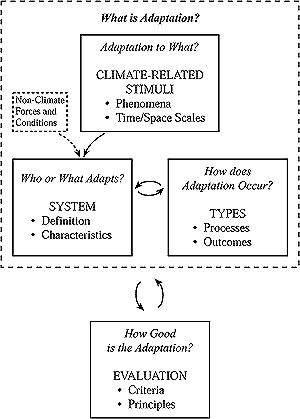 What is Adaptation?
Adaptation to What?
CLIMATE-RELATED
STIMULI
• Phenomena
• Time/Space Scales
Non-Climate
Forces and
Conditions
Who or What Adapts?
SYSTEM
• Definition
• Characteristics
How does
Adaptation Occur?
TYPES
• Processes
• Outcomes
How Good
is the Adaptation?
EVALUATION
• Criteria
• Principles